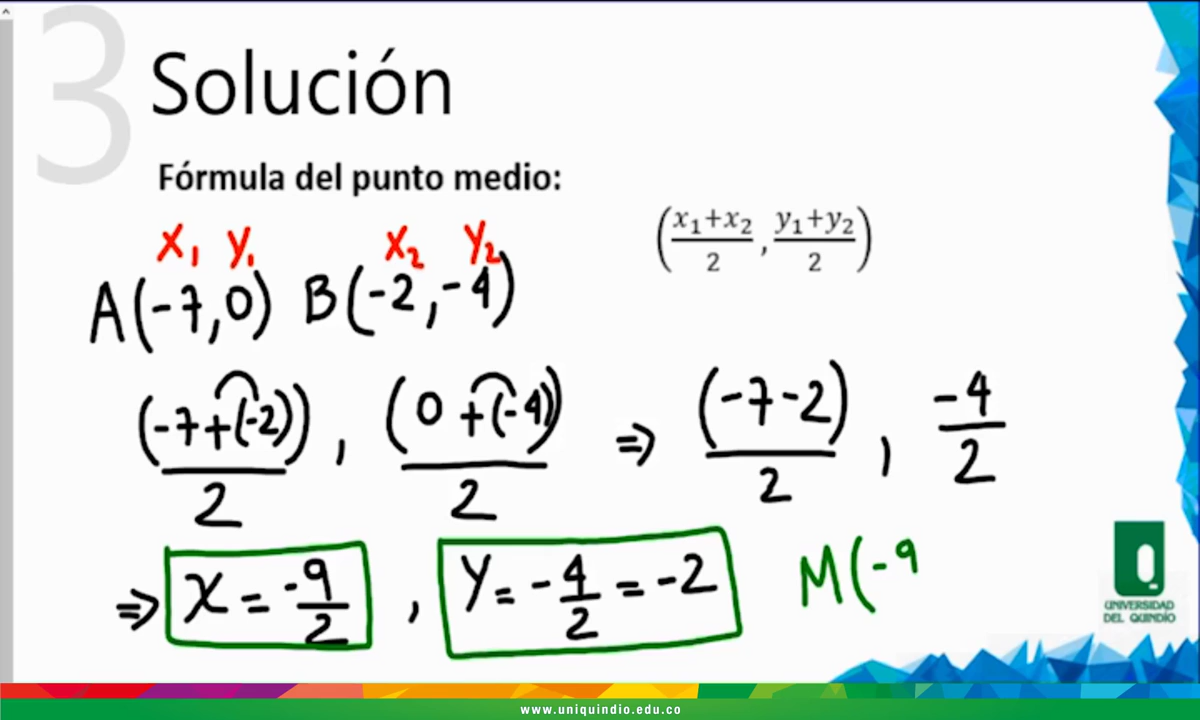 3
Solución
Fórmula del punto medio:
(x₁+x₂/2, y₁+y₂/2)
X₁ Y₁ X₂ Y₂
A(-7,0) B(-2,-4)
(-7+(-2))/2, (0+(-4))/2 ⇒ (-7-2)/2, -4/2
⇒ X = -9/2, Y = -4/2 = -2 M(-9
UNIVERSIDAD
DEL QUINDÍO
www.uniquindio.edu.co